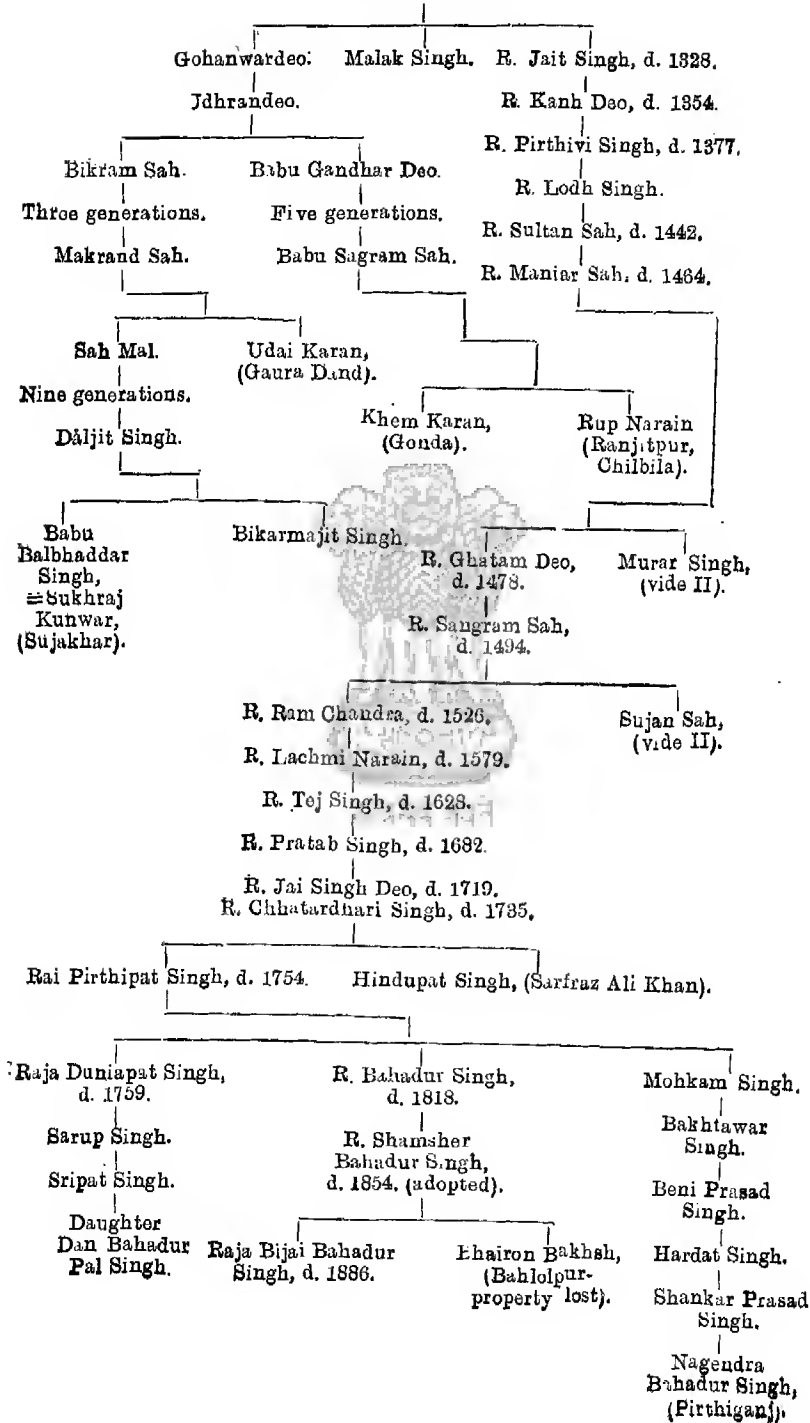 Gohanwardeo.
Malak Singh.
R. Jait Singh, d. 1328.
Idhrandeo.
R. Kanh Deo, d. 1354.
R. Pirthivi Singh, d. 1377.
Bikram Sah.
Babu Gandhar Deo.
R. Lodh Singh.
Three generations.
Five generations.
R. Sultan Sah, d. 1442.
Makrand Sah.
Babu Sagram Sah.
R. Maniar Sah, d. 1464.
Sah Mal.
Udai Karan,
(Gaura Dand).
Nine generations.
Daljit Singh.
Khem Karan,
(Gonda).
Rup Narain
(Ranjitpur,
Chilbila).
Babu
Balbhaddar
Singh,
=Sukhraj
Kunwar,
(Sujakhar).
Bikarmajit Singh.
R. Ghatam Deo,
d. 1478.
Murar Singh,
(vide II).
R. Sangram Sah,
d. 1494.
R. Ram Chandra, d. 1526.
Sujan Sah,
(vide II).
R. Lachmi Narain, d. 1579.
R. Tej Singh, d. 1628.
R. Pratab Singh, d. 1682.
R. Jai Singh Deo, d. 1719.
R. Chhatardhari Singh, d. 1735.
Rai Pirthipat Singh, d. 1754.
Hindupat Singh, (Sarfraz Ali Khan).
Raja Duniapat Singh,
d. 1759.
R. Bahadur Singh,
d. 1818.
Mohkam Singh.
Sarup Singh.
R. Shamsher
Bahadur Singh,
d. 1854. (adopted).
Bakhtawar
Singh.
Sripat Singh.
Beni Prasad
Singh.
Daughter
Dan Bahadur
Pal Singh.
Raja Bijai Bahadur
Singh, d. 1886.
Bhairon Bakhsh,
(Bahlolpur-
property lost).
Hardat Singh.
Shankar Prasad
Singh.
Nagendra
Bahadur Singh,
(Pirthiganj).